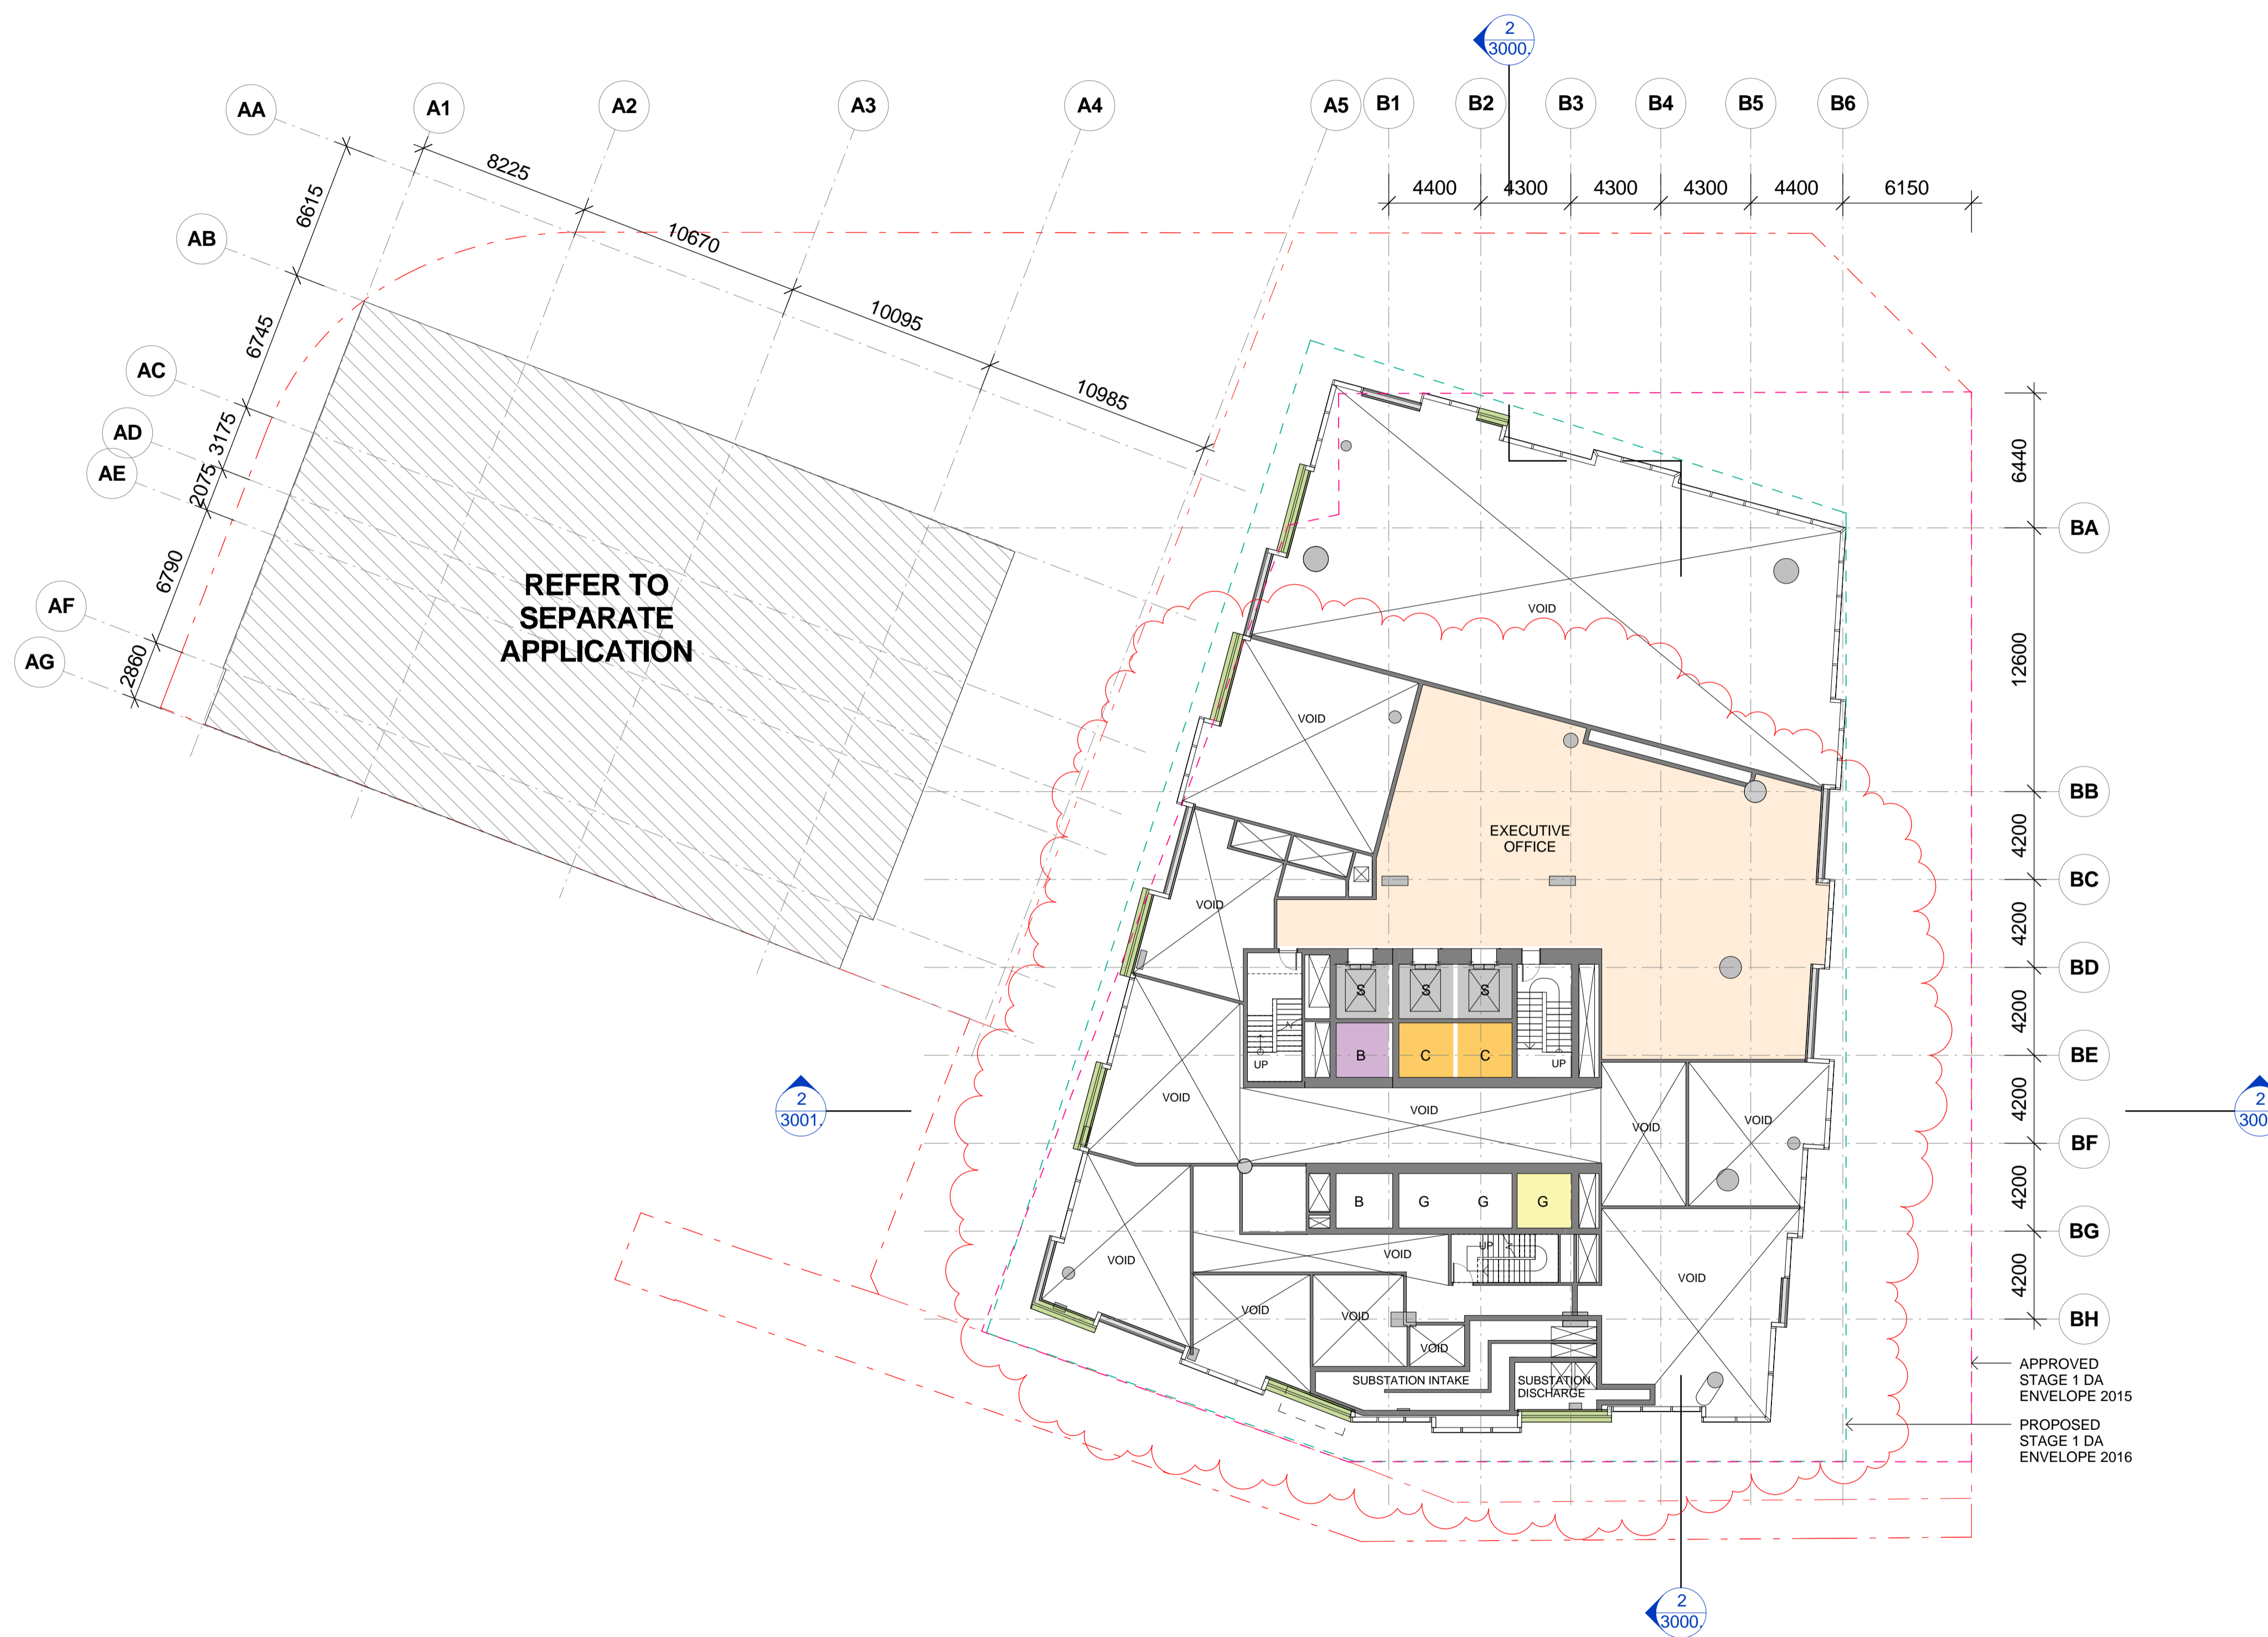 2
3000.
AA
A1
A2
A3
A4
A5
B1
B2
B3
B4
B5
B6
8225
10670
10095
10985
4400
4300
4300
4300
4400
6150
6615
6745
3175
2075
6790
2860
AB
AC
AD
AE
AF
AG
REFER TO
SEPARATE
APPLICATION
6440
BA
12600
BB
4200
BC
4200
BD
4200
BE
4200
BF
4200
BG
4200
BH
VOID
VOID
EXECUTIVE
OFFICE
VOID
S
S
S
B
C
C
UP
UP
VOID
VOID
VOID
VOID
B
G
G
G
VOID
VOID
UP
VOID
VOID
VOID
VOID
SUBSTATION INTAKE
SUBSTATION
DISCHARGE
2
3001.
2
300
APPROVED
STAGE 1 DA
ENVELOPE 2015
PROPOSED
STAGE 1 DA
ENVELOPE 2016
2
3000.